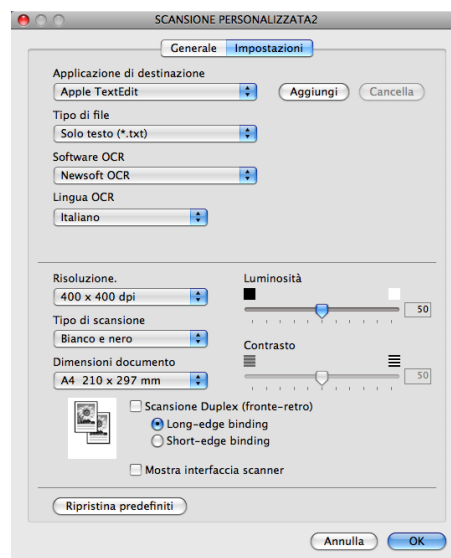 SCANSIONE PERSONALIZZATA2
Generale Impostazioni
Applicazione di destinazione
Apple TextEdit Aggiungi Cancella
Tipo di file
Solo testo (*.txt)
Software OCR
Newsoft OCR
Lingua OCR
Italiano
Risoluzione. Luminosità
400 x 400 dpi
50
Tipo di scansione
Bianco e nero
Contrasto
Dimensioni documento
A4 210 x 297 mm 50
Scansione Duplex (fronte-retro)
Long-edge binding
Short-edge binding
Mostra interfaccia scanner
Ripristina predefiniti
Annulla OK